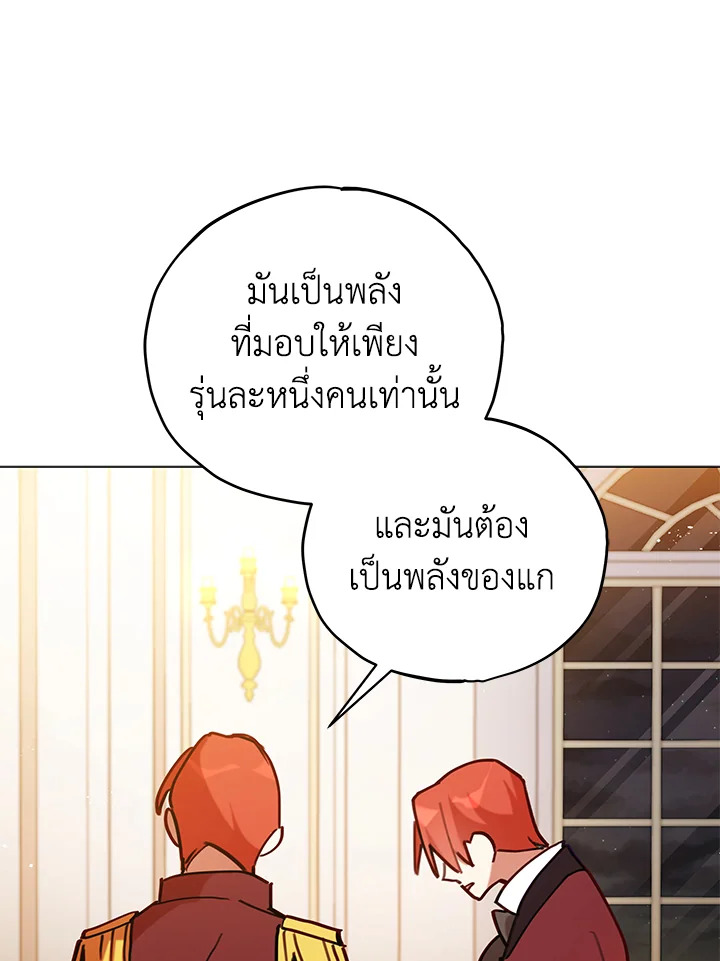 มันเป็นพลัง
ที่มอบให้เพียง
รุ่นละหนึ่งคนเท่านั้น
และมันต้อง
เป็นพลังของแก